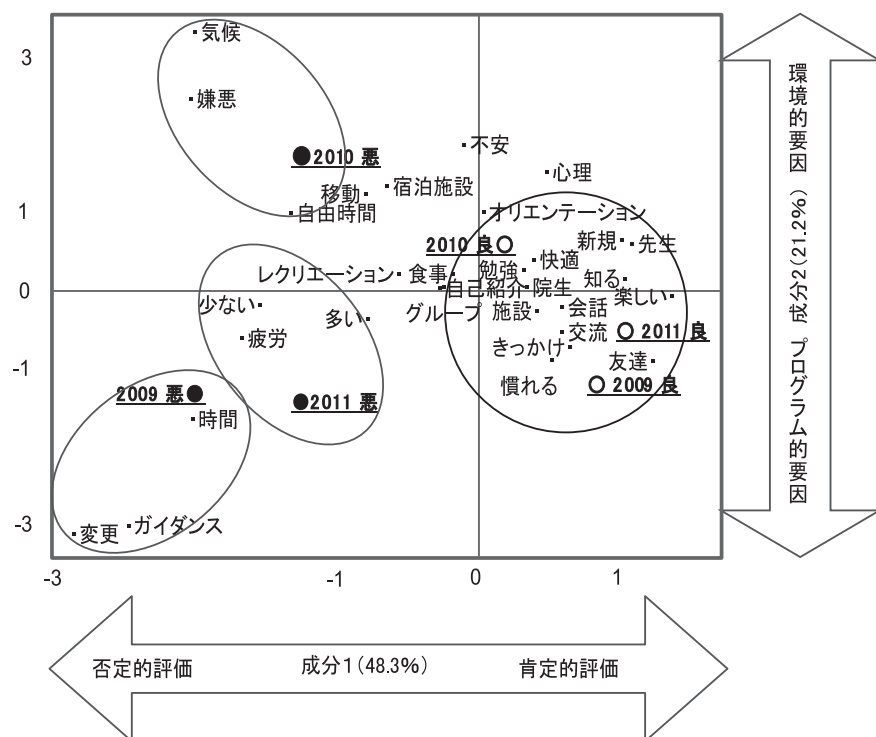 3
気候
嫌悪
不安
● 2010 悪
心理
移動
宿泊施設
1
自由時間
オリエンテーション
2010 良
新規
先生
レクリエーション
食事
勉強
快適
知る
0
自己紹介
院生
楽しい
少ない
多い
グループ
施設
会話
疲労
交流
2011 良
きっかけ
-1
友達
2009 悪
2011 悪
慣れる
2009 良
時間
-3
変更
ガイダンス
-3
-1
0
1
環境的要因 成分2(21.2%) プログラム的要因
否定的評価 成分1(48.3%) 肯定的評価